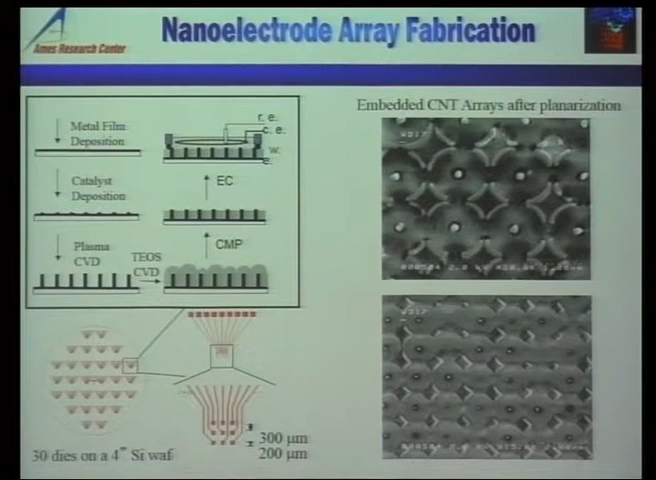 Ames Research Center
Nanoelectrode Array Fabrication
Metal Film
Deposition
Catalyst
Deposition
Plasma
CVD
TEOS
CVD
CMP
EC
r. e.
c. e.
w.
e.
Embedded CNT Arrays after planarization
30 dies on a 4" Si waf
300 µm
200 µm